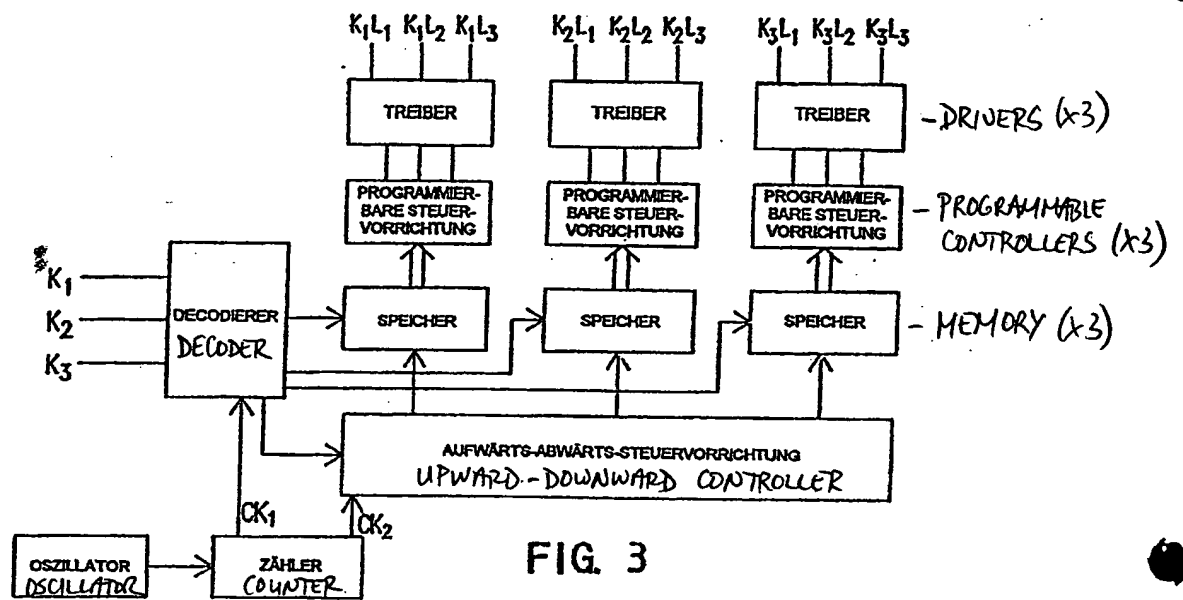 K1L1 K1L2 K1L3 K2L1 K2L2 K2L3 K3L1 K3L2 K3L3
TREIBER TREIBER TREIBER - DRIVERS (x3)
PROGRAMMIER-
BARE STEUER-
VORRICHTUNG
PROGRAMMIER-
BARE STEUER-
VORRICHTUNG
PROGRAMMIER-
BARE STEUER-
VORRICHTUNG
- PROGRAMMABLE
CONTROLLERS (x3)
K1
K2
K3
DECODIERER
DECODER
SPEICHER SPEICHER SPEICHER - MEMORY (x3)
AUFWÄRTS-ABWÄRTS-STEUERVORRICHTUNG
UPWARD-DOWNWARD CONTROLLER
CK1 CK2
OSZILLATOR
OSCILLATOR
ZÄHLER
COUNTER
FIG. 3